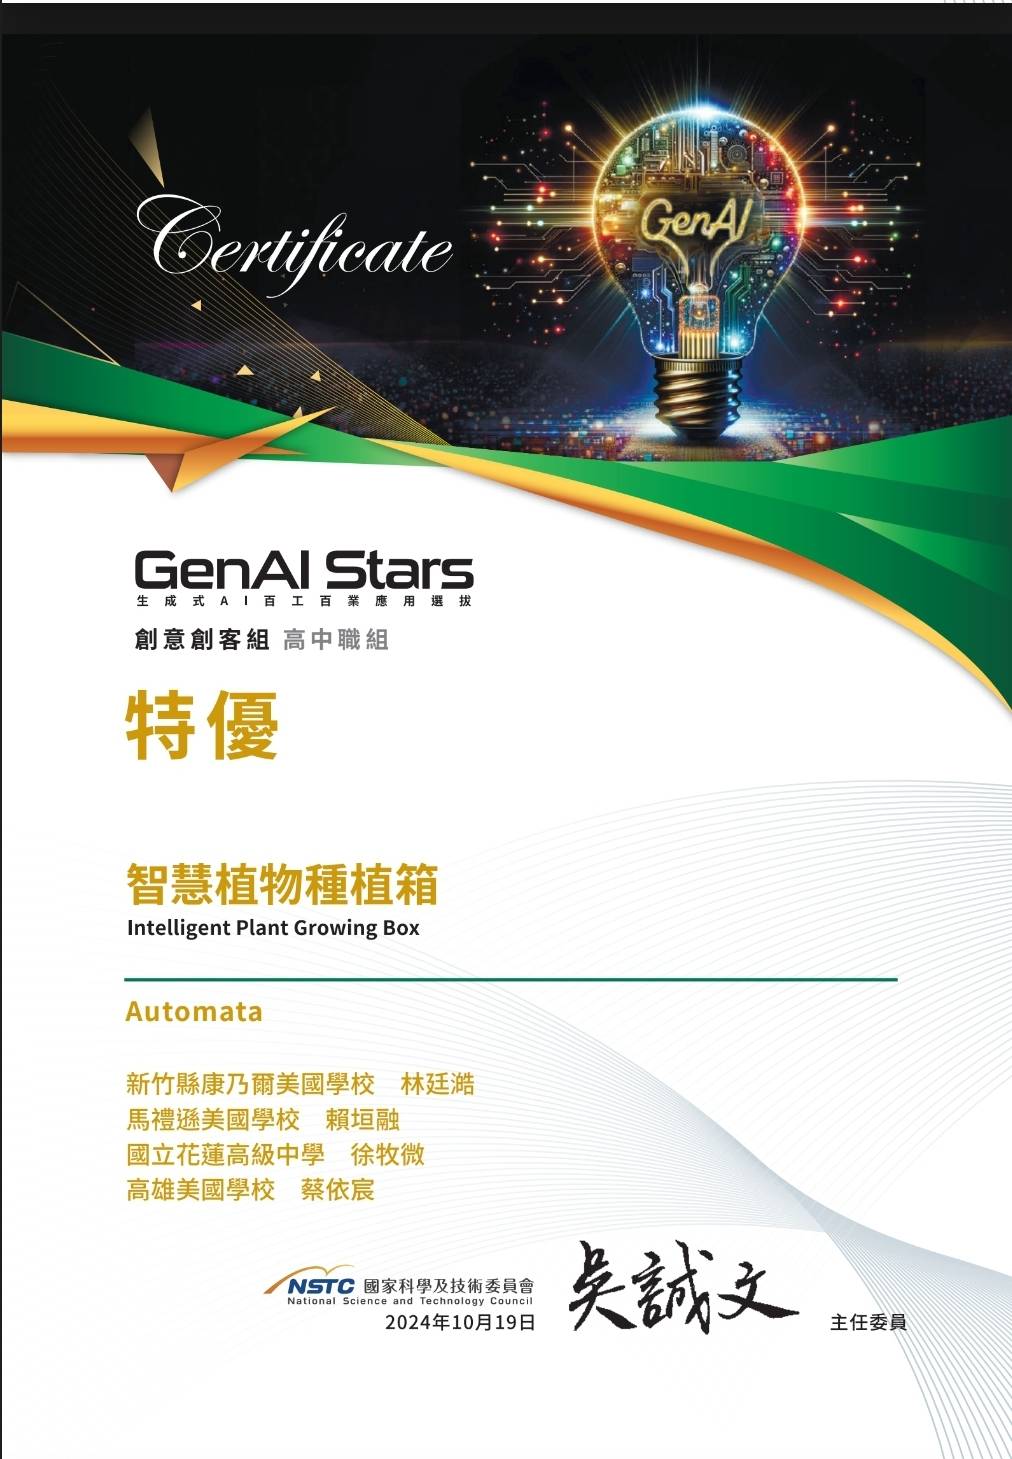 Certificate
GenAI
GenAI Stars
生成式AI百工百業應用選拔
創意創客組 高中職組
特優
智慧植物種植箱
Intelligent Plant Growing Box
Automata
新竹縣康乃爾美國學校 林廷澔
馬禮遜美國學校 賴垣融
國立花蓮高級中學 徐牧微
高雄美國學校 蔡依宸
NSTC 國家科學及技術委員會
National Science and Technology Council
2024年10月19日
吳誠文 主任委員